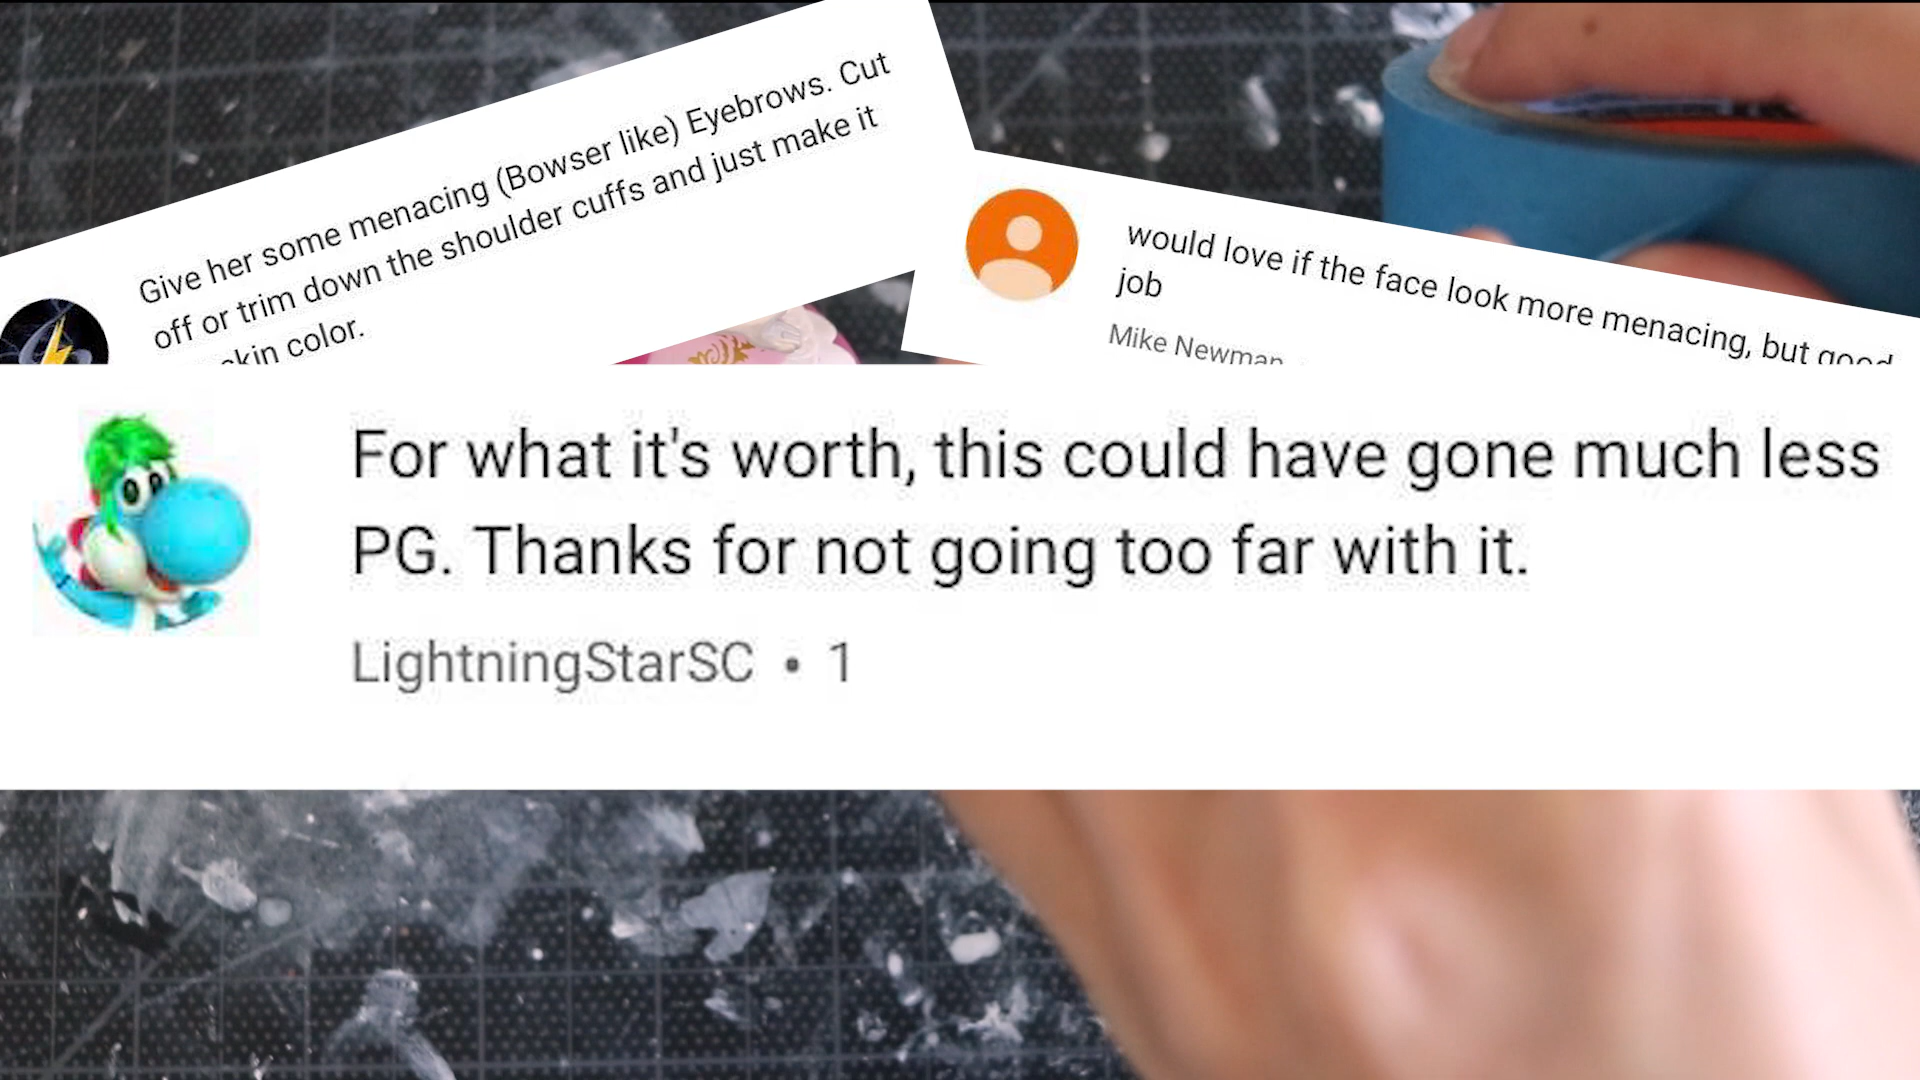 Give her some menacing (Bowser like) Eyebrows. Cut
off or trim down the shoulder cuffs and just make it
skin color.
would love if the face look more menacing, but good
job
Mike Newman
For what it's worth, this could have gone much less
PG. Thanks for not going too far with it.
LightningStarSC • 1